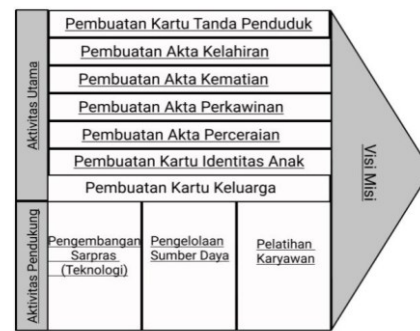 Aktivitas Utama
Pembuatan Kartu Tanda Penduduk
Pembuatan Akta Kelahiran
Pembuatan Akta Kematian
Pembuatan Akta Perkawinan
Pembuatan Akta Perceraian
Pembuatan Kartu Identitas Anak
Pembuatan Kartu Keluarga
Aktivitas Pendukung
Pengembangan
Sarpras
(Teknologi)
Pengelolaan
Sumber Daya
Pelatihan
Karyawan
Visi Misi